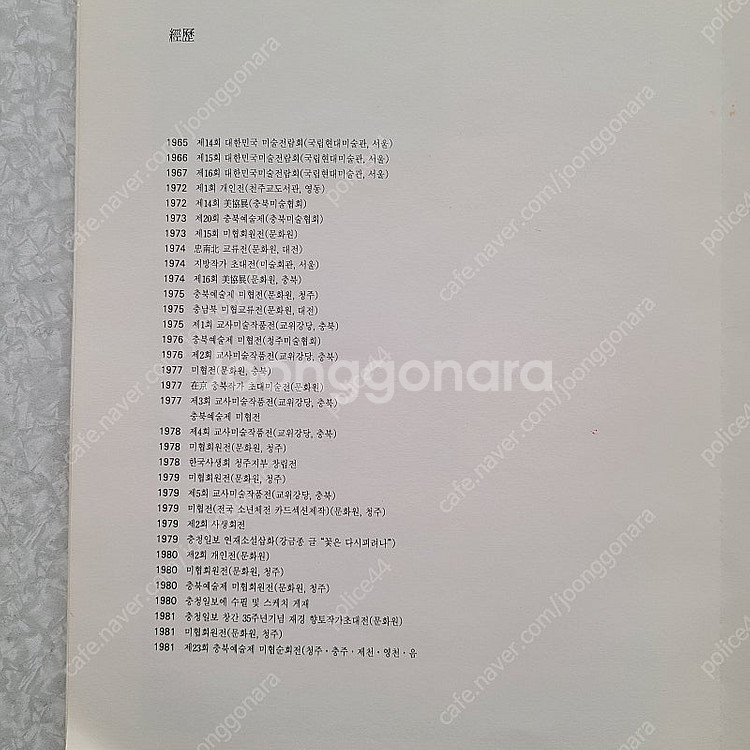 經歷
1965 제14회 대한민국 미술전람회(국립현대미술관, 서울)
1966 제15회 대한민국미술전람회(국립현대미술관, 서울)
1967 제16회 대한민국미술전람회(국립현대미술관, 서울)
1972 제1회 개인전(천주교도서관, 영동)
1972 제14회 美協展(충북미술협회)
1973 제20회 충북예술제(충북미술협회)
1973 제15회 미협회원전(문화원)
1974 忠南北 교류전(문화원, 대전)
1974 지방작가 초대전(미술회관, 서울)
1974 제16회 美協展(문화원, 충북)
1975 충북예술제 미협전(문화원, 청주)
1975 충남북 미협교류전(문화원, 대전)
1975 제1회 교사미술작품전(교위강당, 충북)
1976 충북예술제 미협전(청주미술협회)
1976 제2회 교사미술작품전(교위강당, 충북)
1977 미협전(문화원, 충북)
1977 在京 충북작가 초대미술전(문화원)
1977 제3회 교사미술작품전(교위강당, 충북)
충북예술제 미협전
1978 제4회 교사미술작품전(교위강당, 충북)
1978 미협회원전(문화원, 청주)
1978 한국사생회 청주지부 창립전
1979 미협회원전(문화원, 청주)
1979 제5회 교사미술작품전(교위강당, 충북)
1979 미협전(전국 소년체전 카드섹션제작)(문화원, 청주)
1979 제2회 사생회전
1979 충청일보 연재소설삽화(강금종 글 "꽃은 다시피려나")
1980 제2회 개인전(문화원)
1980 미협회원전(문화원, 청주)
1980 충북예술제 미협회원전(문화원, 청주)
1980 충청일보에 수필 및 스케치 게재
1981 충청일보 창간 35주년기념 재경 향토작가초대전(문화원)
1981 미협회원전(문화원, 청주)
1981 제23회 충북예술제 미협순회전(청주·충주·제천·영천·음
joonggonara
cafe.naver.com/joonggonara
police44